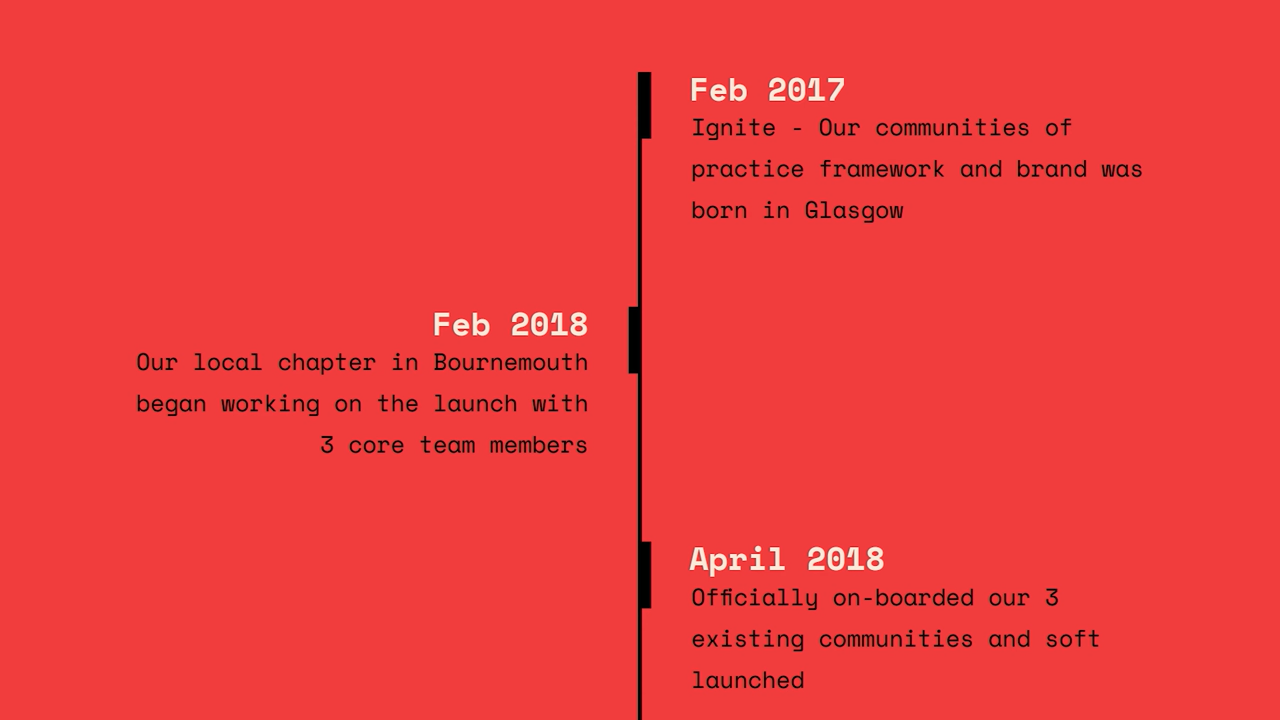 Feb 2017
Ignite - Our communities of
practice framework and brand was
born in Glasgow
Feb 2018
Our local chapter in Bournemouth
began working on the launch with
3 core team members
April 2018
Officially on-boarded our 3
existing communities and soft
launched